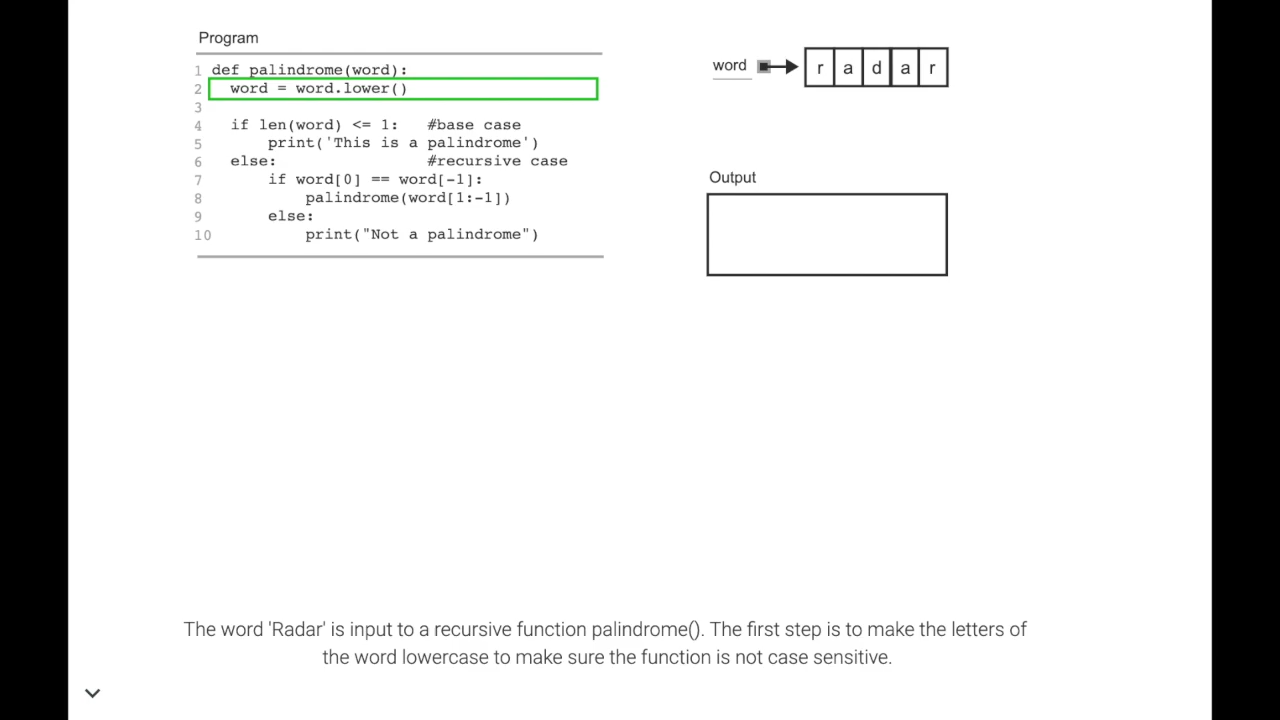 Program
1 def palindrome(word):
2   word = word.lower()
3
4   if len(word) <= 1:   #base case
5       print('This is a palindrome')
6   else:                #recursive case
7       if word[0] == word[-1]:
8           palindrome(word[1:-1])
9       else:
10          print("Not a palindrome")
word r a d a r
Output
The word 'Radar' is input to a recursive function palindrome(). The first step is to make the letters of
the word lowercase to make sure the function is not case sensitive.